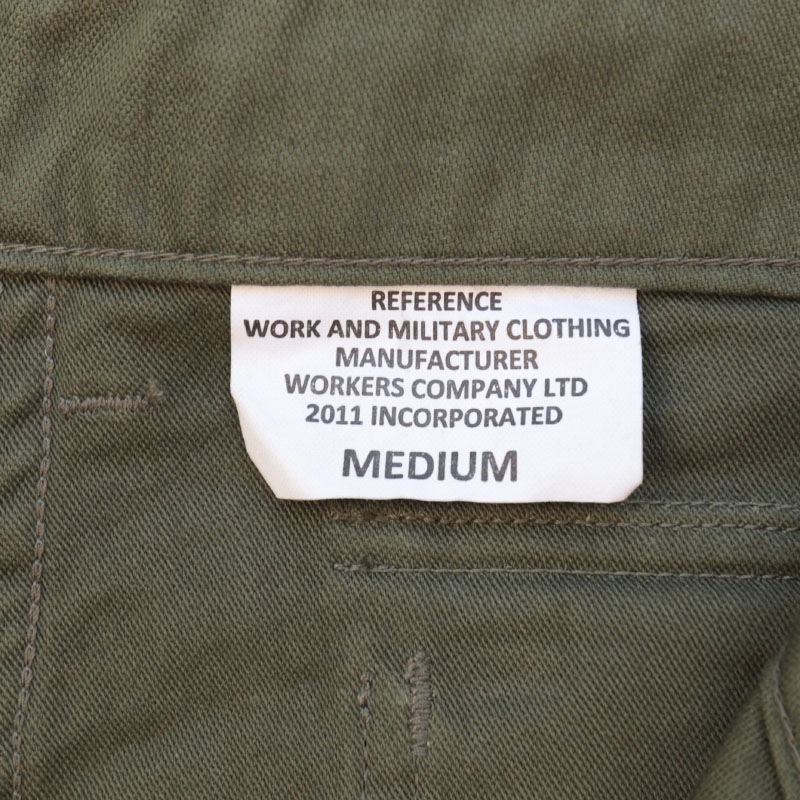 REFERENCE
WORK AND MILITARY CLOTHING
MANUFACTURER
WORKERS COMPANY LTD
2011 INCORPORATED
MEDIUM